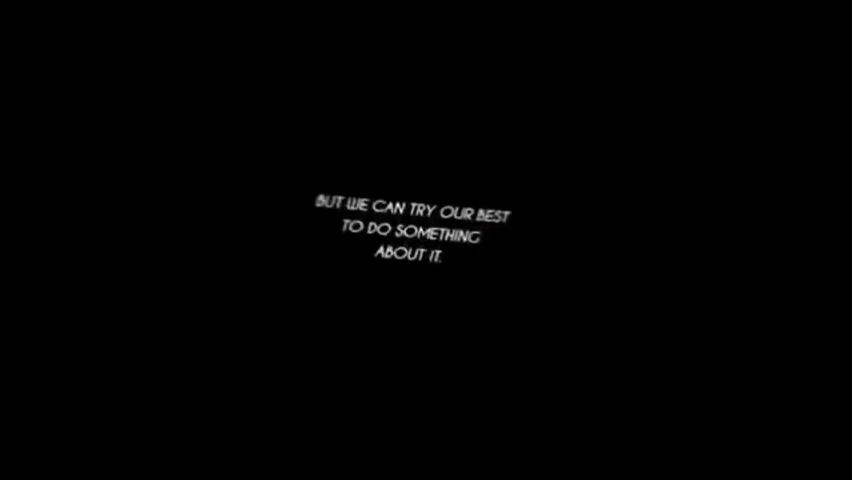 BUT WE CAN TRY OUR BEST
TO DO SOMETHING
ABOUT IT.